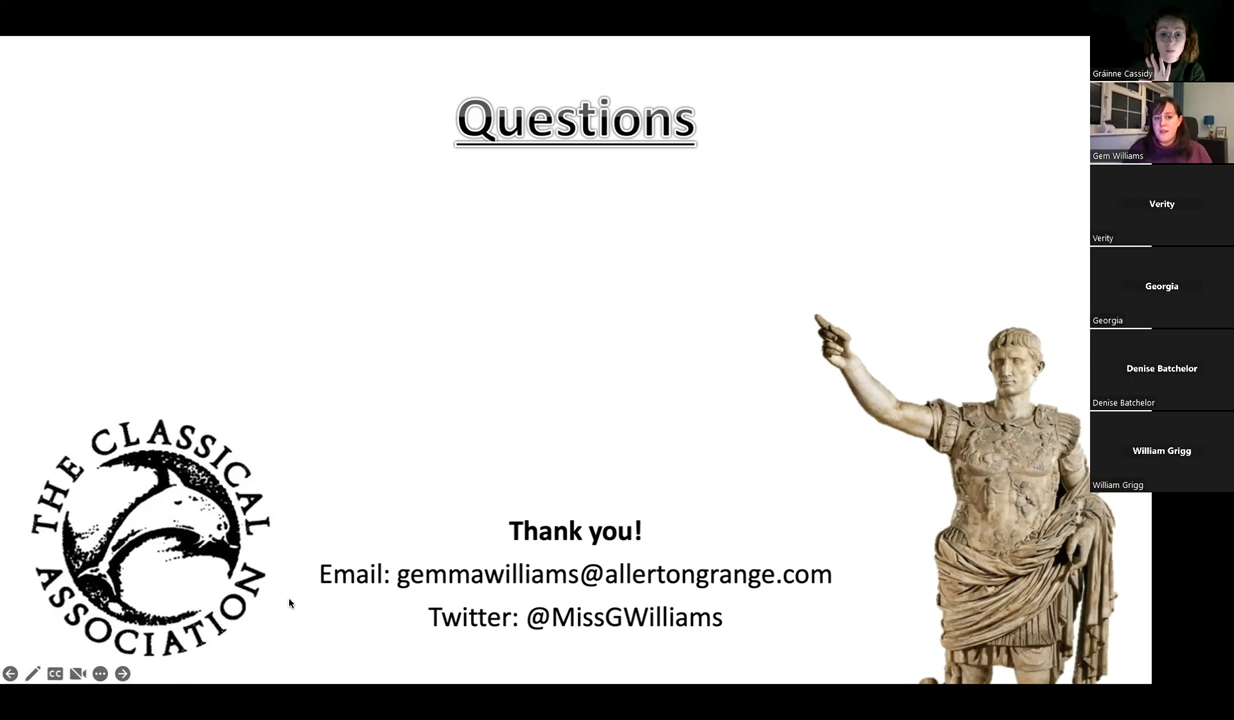 Questions
THE CLASSICAL
ASSOCIATION
Thank you!
Email: gemmawilliams@allertongrange.com
Twitter: @MissGWilliams
CC
Gráinne Cassidy
Gem Williams
Verity
Verity
Georgia
Georgia
Denise Batchelor
Denise Batchelor
William Grigg
William Grigg